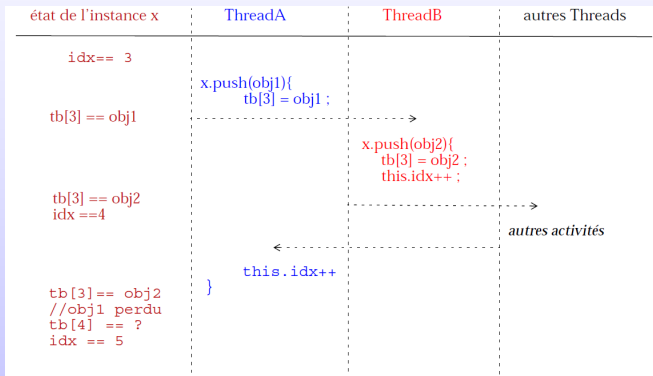 état de l'instance x ThreadA ThreadB autres Threads
idx== 3
x.push(obj1){
tb[3] = obj1 ;
tb[3] == obj1
x.push(obj2){
tb[3] = obj2 ;
this.idx++ ;
tb[3] == obj2
idx ==4
autres activités
this.idx++
}
tb[3]== obj2
//obj1 perdu
tb[4] == ?
idx == 5